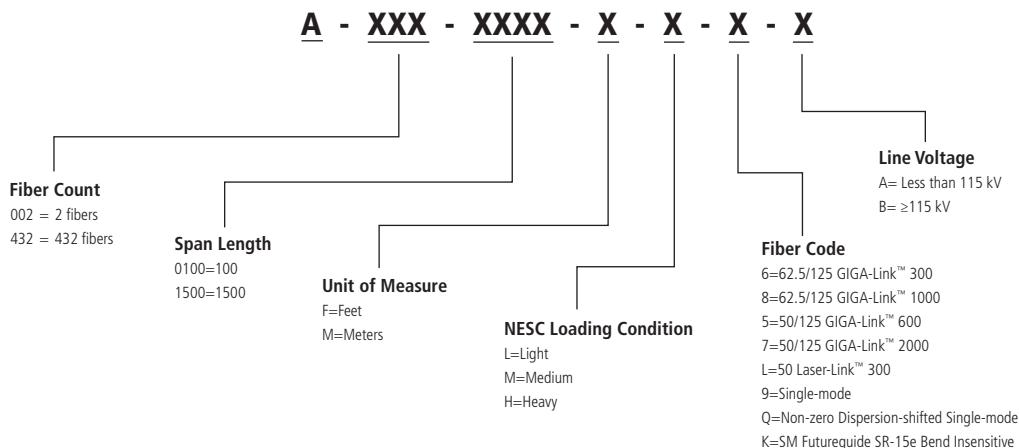 A - XXX - XXXX - X - X - X - X
Fiber Count
002 = 2 fibers
432 = 432 fibers
Span Length
0100=100
1500=1500
Unit of Measure
F=Feet
M=Meters
NESC Loading Condition
L=Light
M=Medium
H=Heavy
Fiber Code
6=62.5/125 GIGA-Link™ 300
8=62.5/125 GIGA-Link™ 1000
5=50/125 GIGA-Link™ 600
7=50/125 GIGA-Link™ 2000
L=50 Laser-Link™ 300
9=Single-mode
Q=Non-zero Dispersion-shifted Single-mode
K=SM Futureguide SR-15e Bend Insensitive
Line Voltage
A= Less than 115 kV
B= ≥115 kV